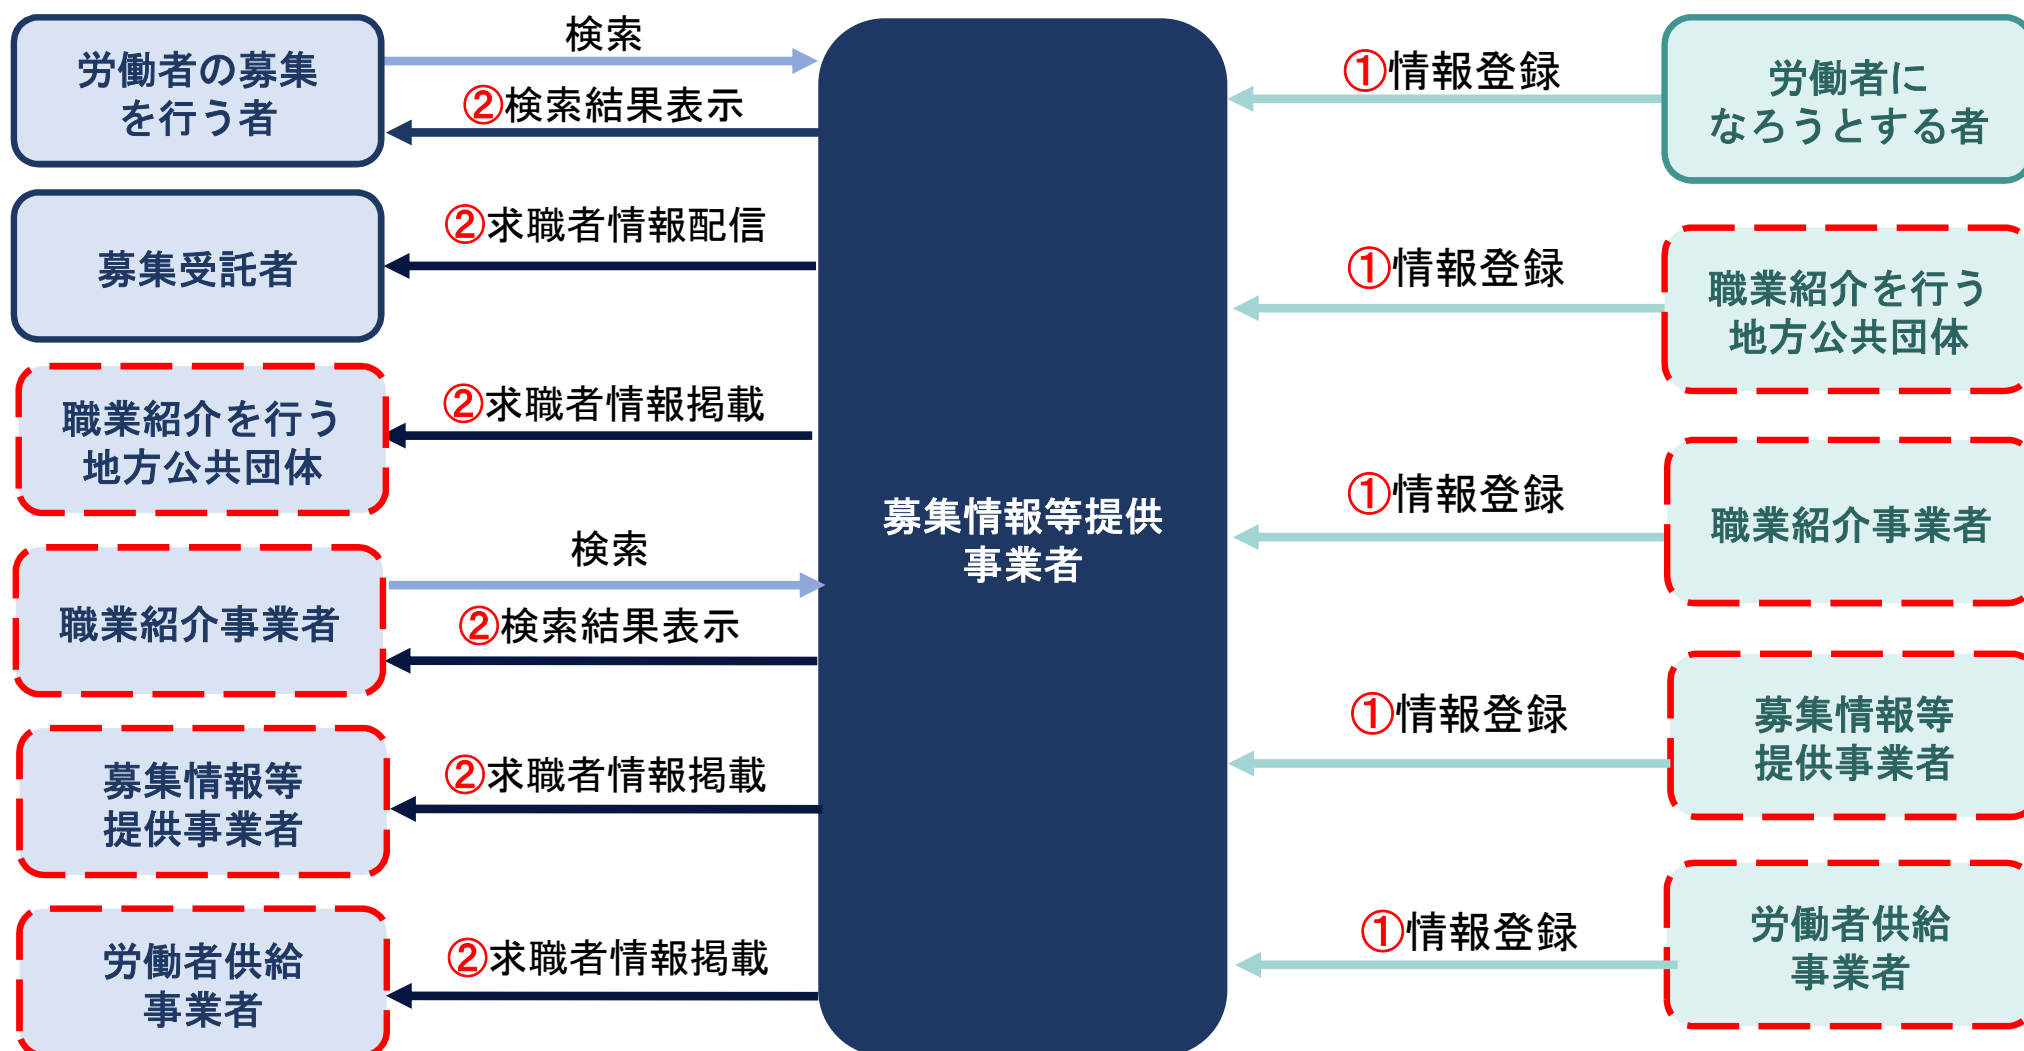 労働者の募集
を行う者
検索
②検索結果表示
募集受託者
②求職者情報配信
職業紹介を行う
地方公共団体
②求職者情報掲載
職業紹介事業者
検索
②検索結果表示
募集情報等
提供事業者
②求職者情報掲載
労働者供給
事業者
②求職者情報掲載
募集情報等提供
事業者
①情報登録
労働者に
なろうとする者
①情報登録
職業紹介を行う
地方公共団体
①情報登録
職業紹介事業者
①情報登録
募集情報等
提供事業者
①情報登録
労働者供給
事業者